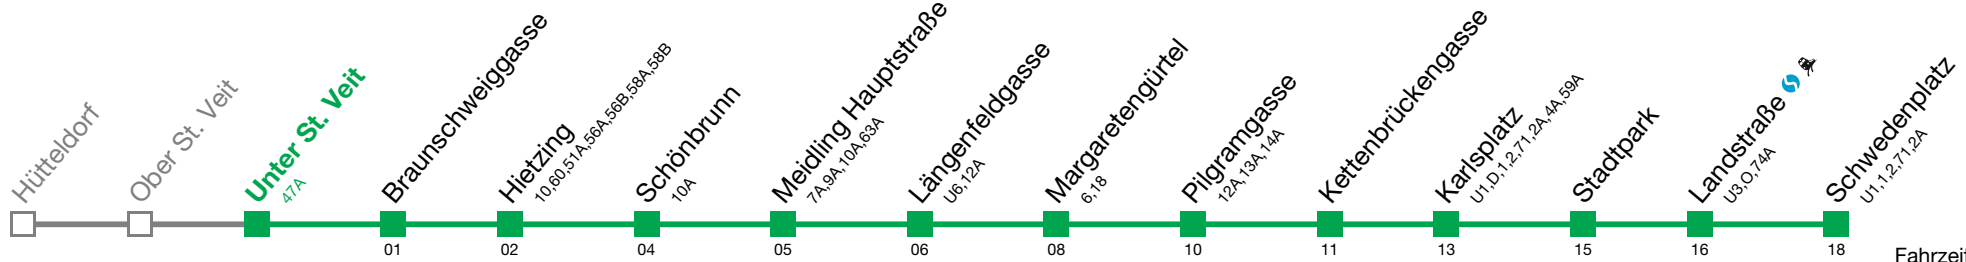 Hütteldorf
Ober St. Veit
Unter St. Veit
47A
Braunschweiggasse
01
Hietzing
10,60,51A,56A,56B,58A,58B
02
Schönbrunn
10A
04
Meidling Hauptstraße
7A,9A,10A,63A
05
Längenfeldgasse
U6,12A
06
Margaretengürtel
6,18
08
Pilgramgasse
12A,13A,14A
10
Kettenbrückengasse
11
Karlsplatz
U1,D,1,2,71,2A,4A,59A
13
Stadtpark
15
Landstraße
U3,O,74A
16
Schwedenplatz
U1,1,2,71,2A
18
Fahrzeit